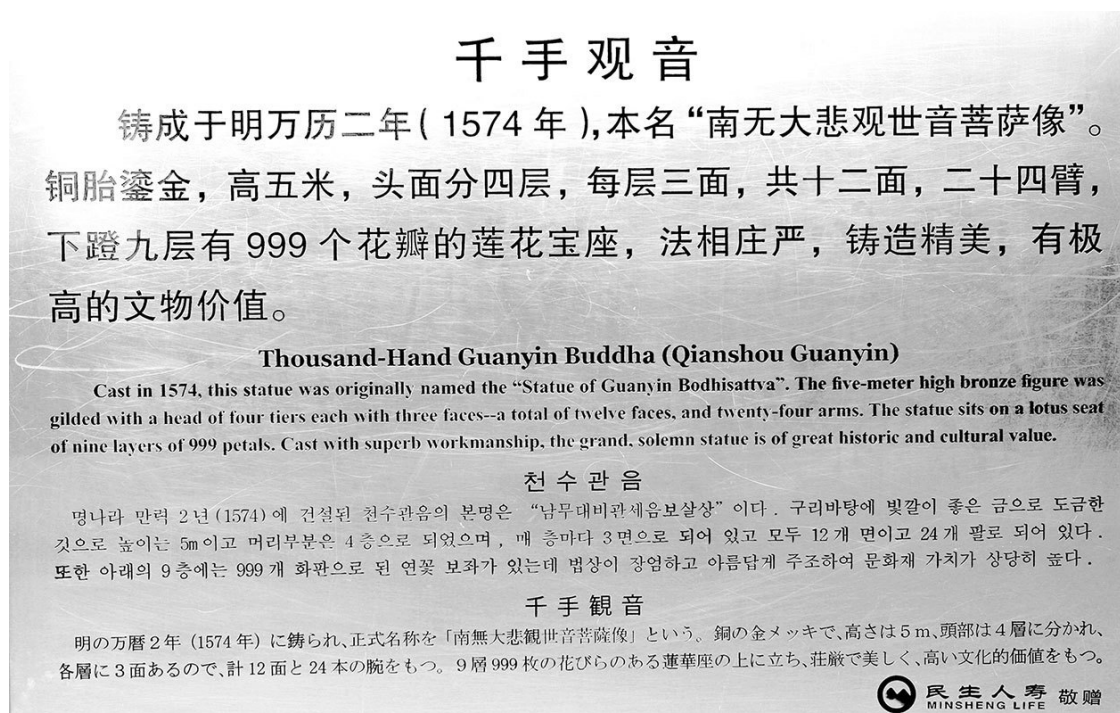 千手观音
铸成于明万历二年(1574年),本名“南无大悲观世音菩萨像”。
铜胎鎏金，高五米，头面分四层，每层三面，共十二面，二十四臂，
下蹬九层有999个花瓣的莲花宝座，法相庄严，铸造精美，有极
高的文物价值。
Thousand-Hand Guanyin Buddha (Qianshou Guanyin)
Cast in 1574, this statue was originally named the “Statue of Guanyin Bodhisattva”. The five-meter high bronze figure was
gilded with a head of four tiers each with three faces--a total of twelve faces, and twenty-four arms. The statue sits on a lotus seat
of nine layers of 999 petals. Cast with superb workmanship, the grand, solemn statue is of great historic and cultural value.
천수관음
명나라 만력 2년(1574)에 건설된 천수관음의 본명은 “남무대비관세음보살상”이다. 구리바탕에 빛깔이 좋은 금으로 도금한
깃으로 높이는 5m이고 머리부분은 4층으로 되었으며, 매 층마다 3면으로 되어 있고 모두 12개 면이고 24개 팔로 되어 있다.
또한 아래의 9층에는 999개 화판으로 된 연꽃 보좌가 있는데 법상이 장엄하고 아름답게 주조하여 문화재 가치가 상당히 높다.
千手観音
明の万暦2年(1574年)に鋳られ、正式名称を「南無大悲観世音菩薩像」という。銅の金メッキで、高さは5m、頭部は4層に分かれ、
各層に3面あるので、計12面と24本の腕をもつ。9層999枚の花びらのある蓮華座の上に立ち、荘厳で美しく、高い文化的価値をもつ。
民生人寿 敬赠
MINSHENG LIFE